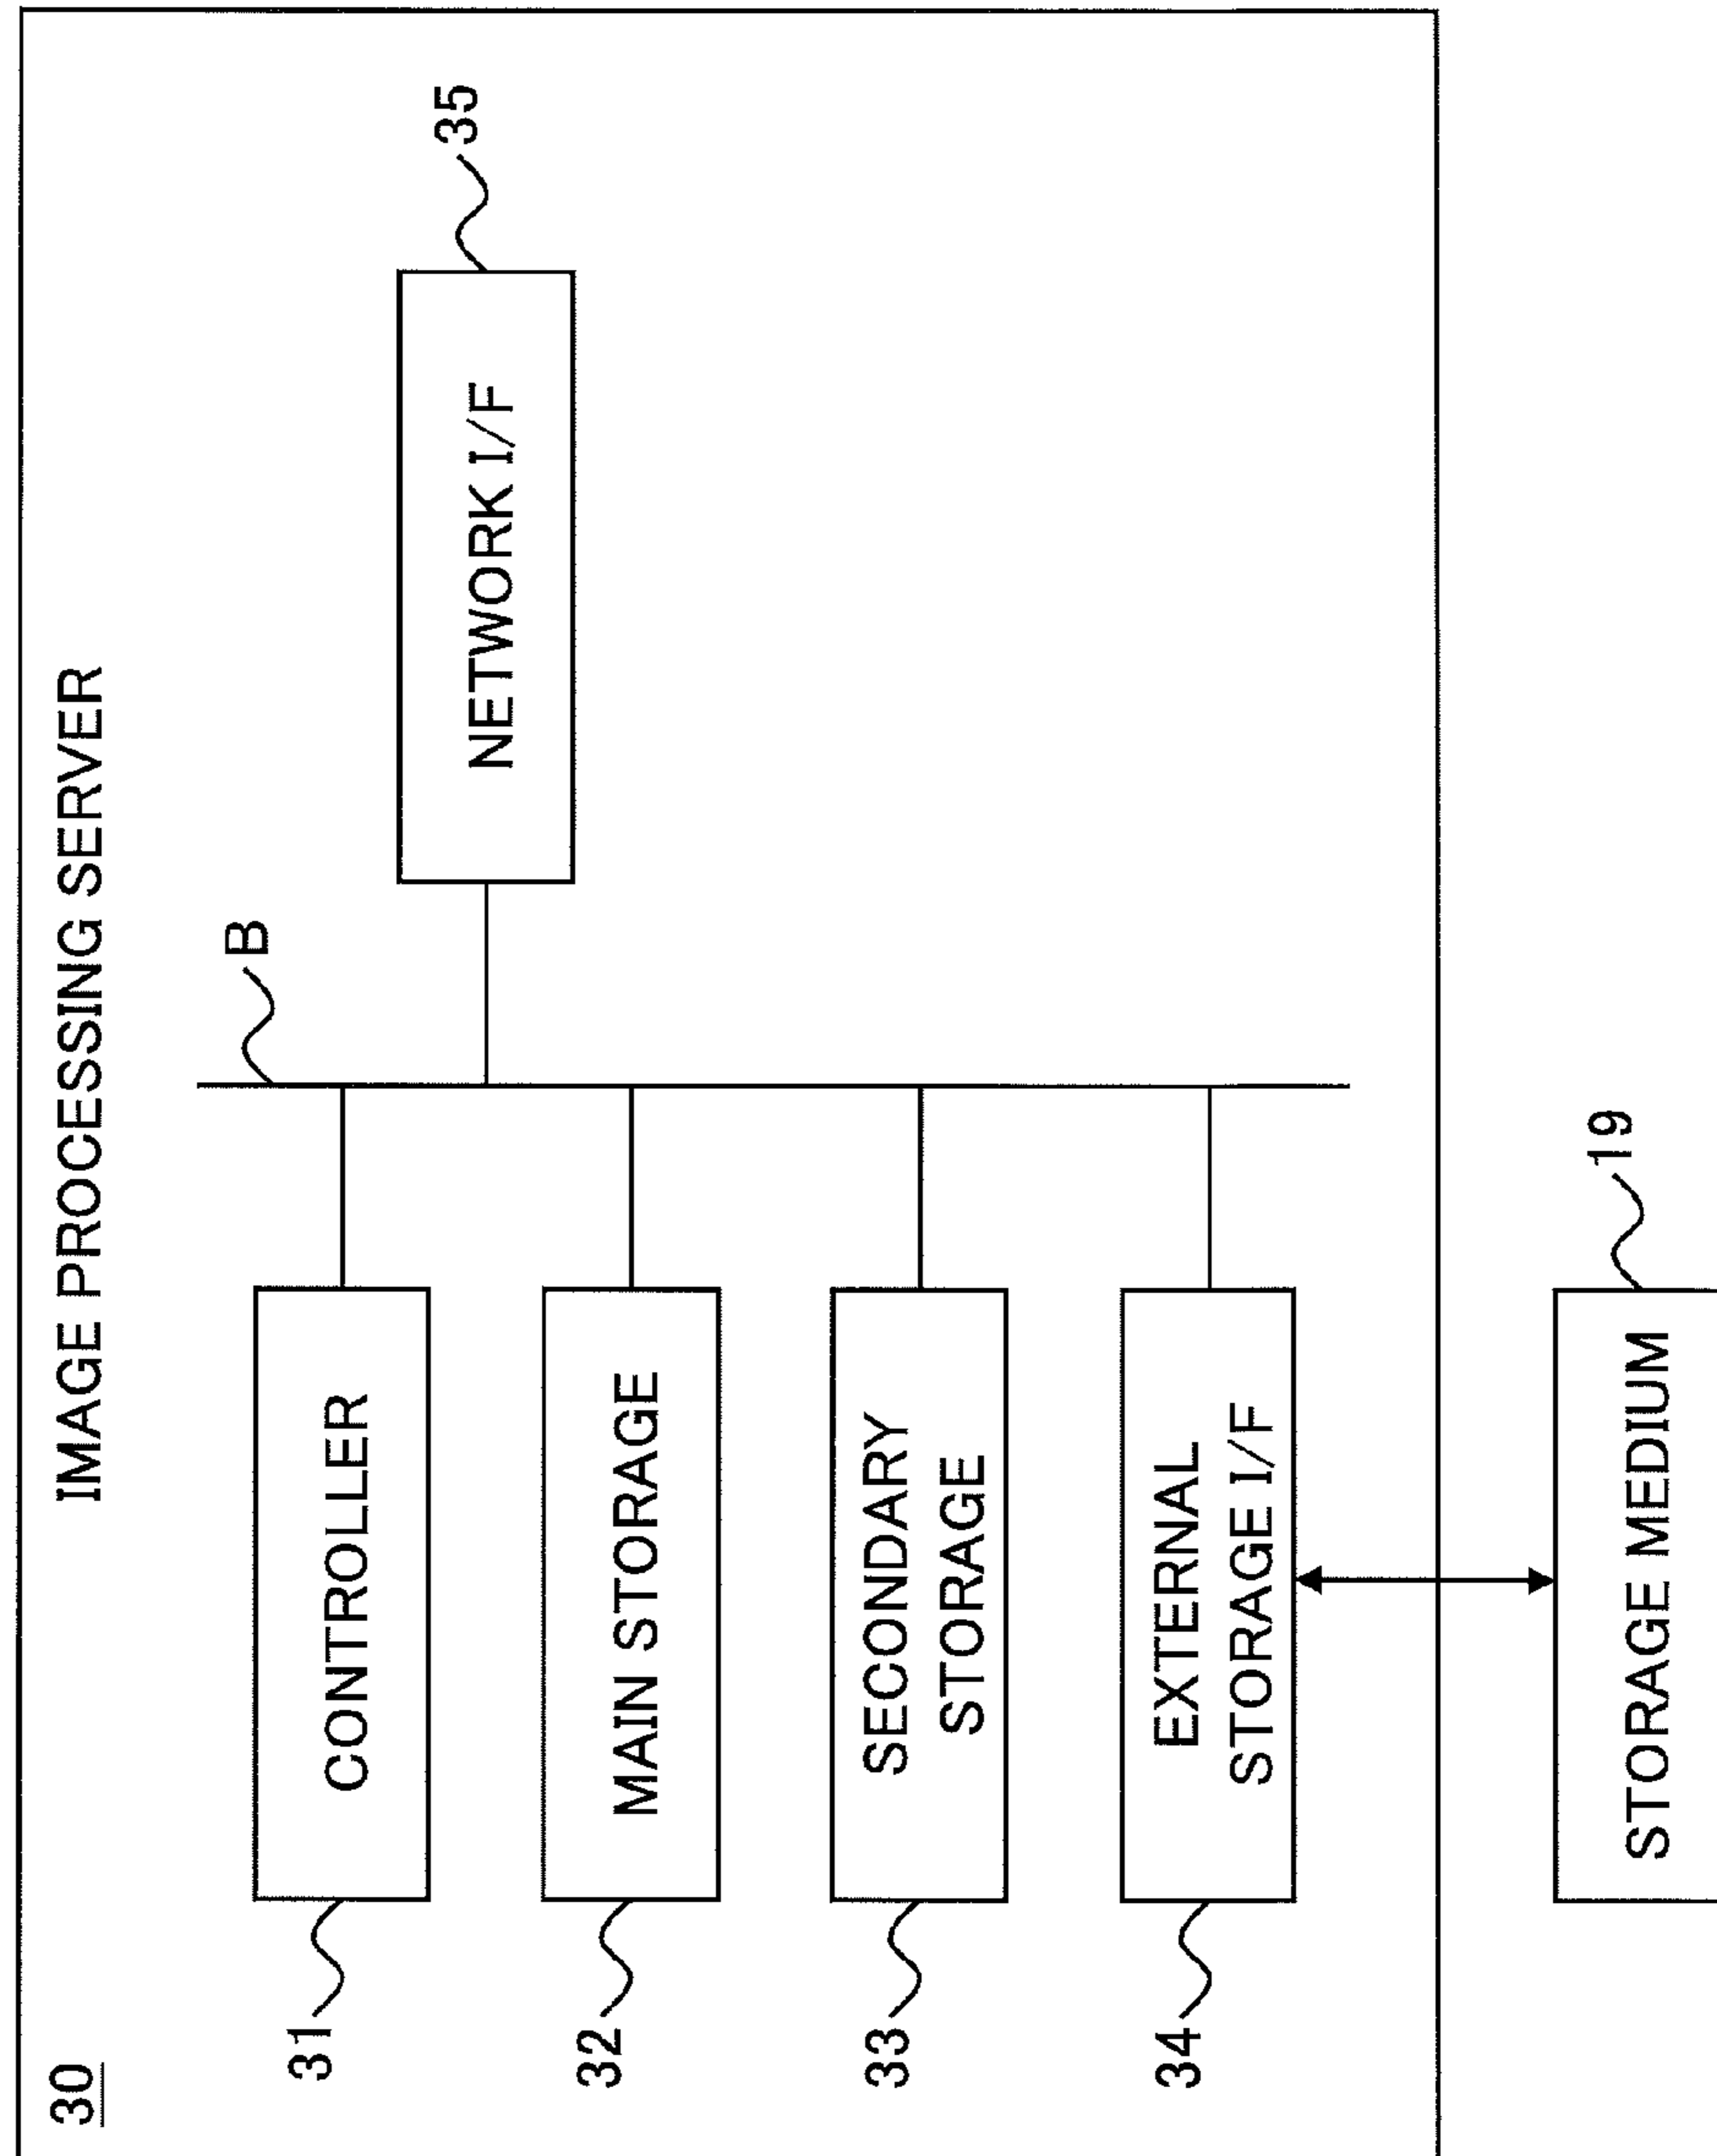 30
IMAGE PROCESSING SERVER
B
31
CONTROLLER
32
MAIN STORAGE
33
SECONDARY
STORAGE
34
EXTERNAL
STORAGE I/F
NETWORK I/F
35
STORAGE MEDIUM
19